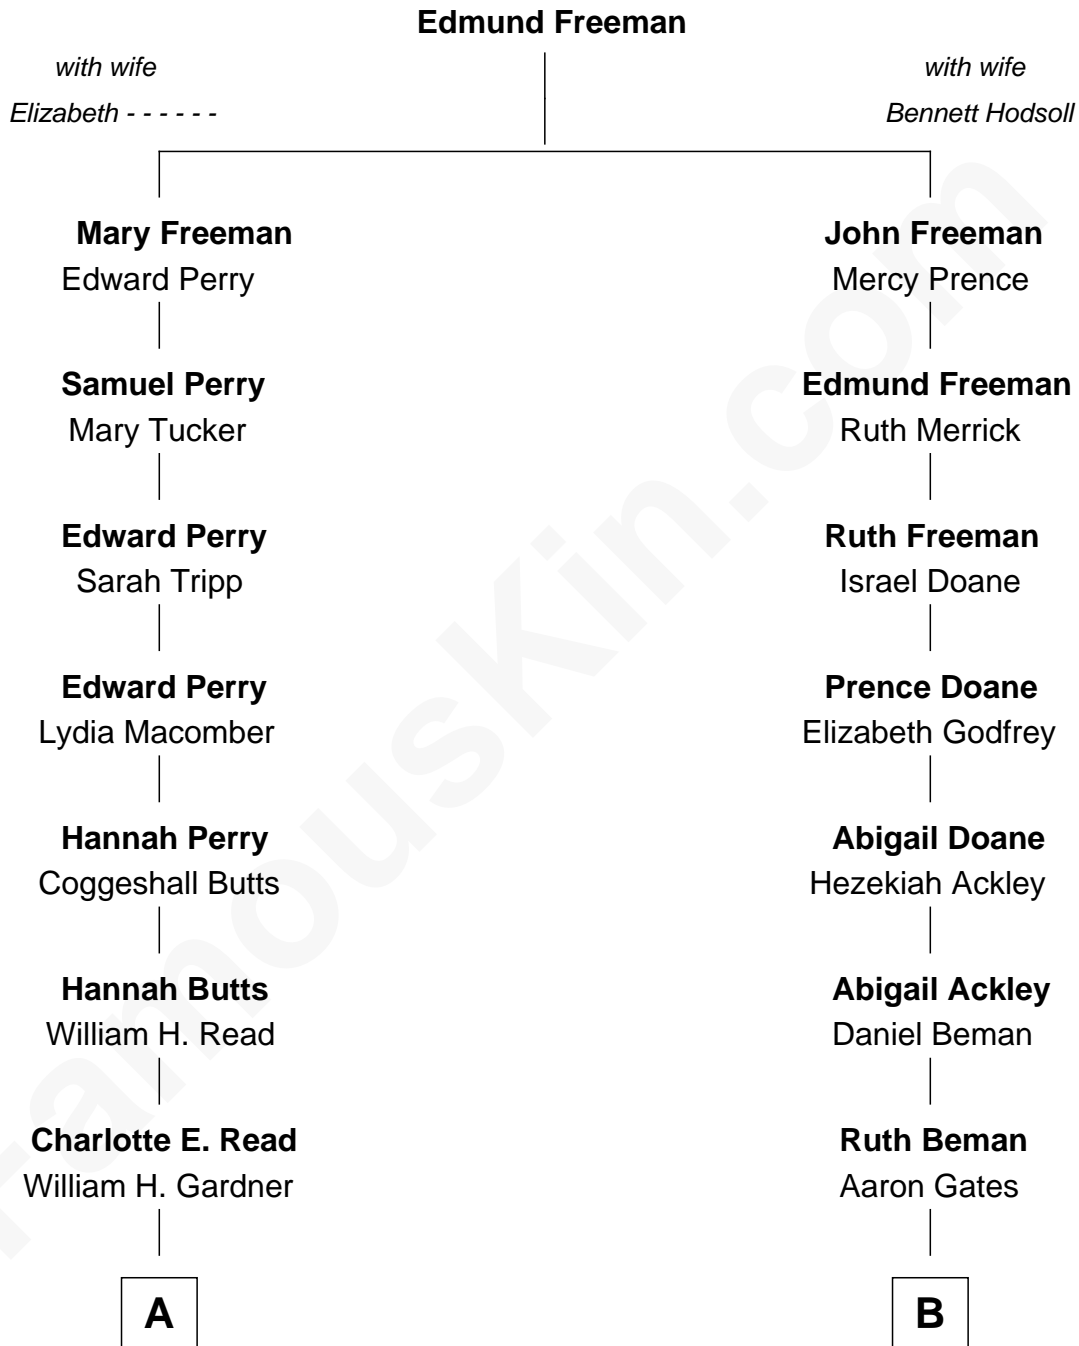 Edmund Freeman
with wife
Elizabeth - - - - - -
with wife
Bennett Hodsoll
Mary Freeman
Edward Perry
John Freeman
Mercy Prence
Samuel Perry
Mary Tucker
Edmund Freeman
Ruth Merrick
Edward Perry
Sarah Tripp
Ruth Freeman
Israel Doane
Edward Perry
Lydia Macomber
Prence Doane
Elizabeth Godfrey
Hannah Perry
Coggeshall Butts
Abigail Doane
Hezekiah Ackley
Hannah Butts
William H. Read
Abigail Ackley
Daniel Beman
Charlotte E. Read
William H. Gardner
Ruth Beman
Aaron Gates
A
B
FamousKin.com